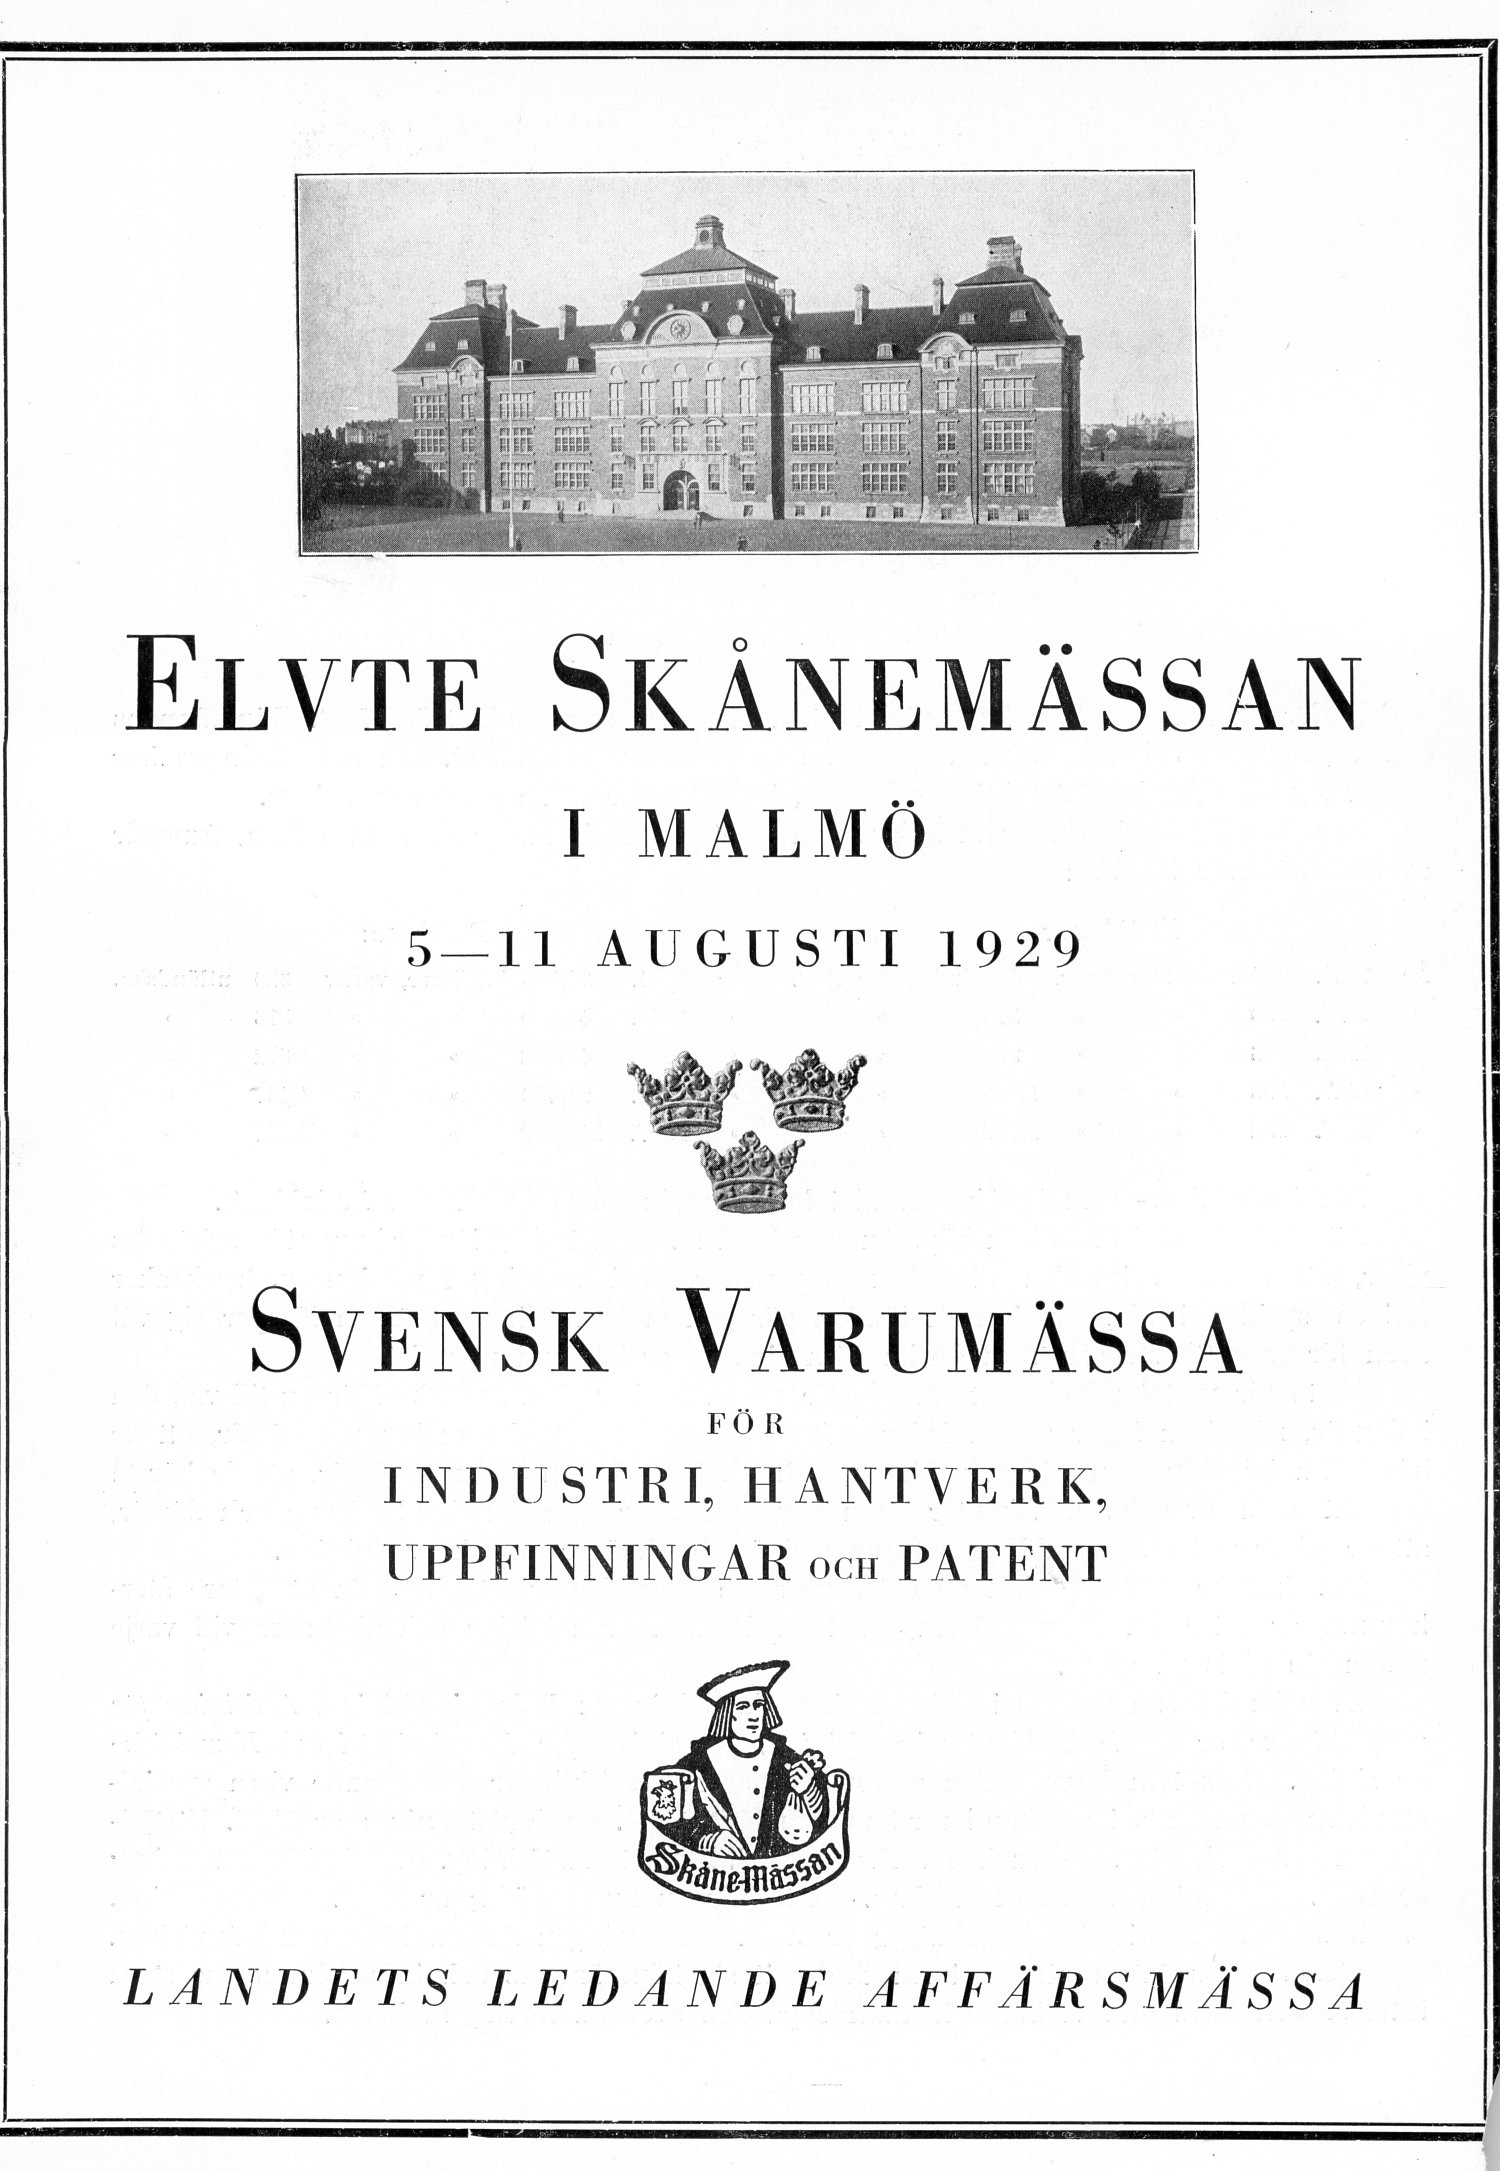 ELVTE SKÅNEMÄSSAN
I MALMÖ
5—11 AUGUSTI 1929
SVENSK VARUMÄSSA
FÖR
INDUSTRI, HANTVERK,
UPPFINNINGAR OCH PATENT
Skåne-Mässan
LANDETS LEDANDE AFFÄRSMÄSSA